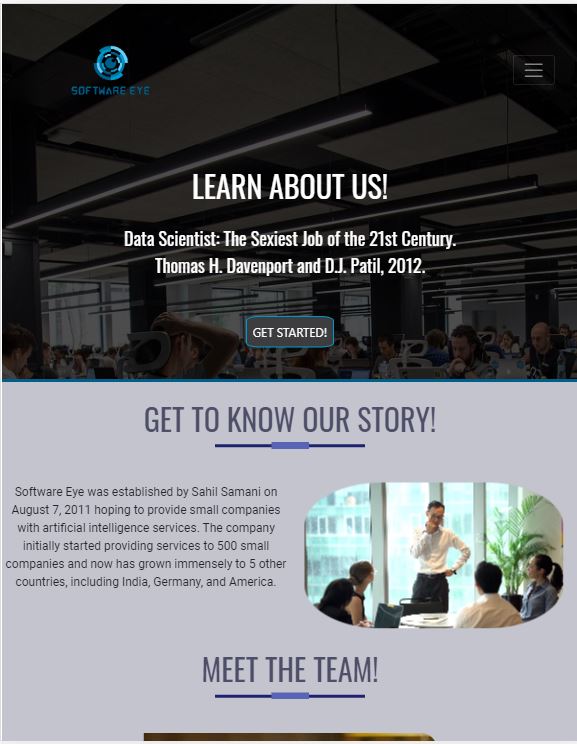 SOFTWARE EYE
LEARN ABOUT US!
Data Scientist: The Sexiest Job of the 21st Century.
Thomas H. Davenport and D.J. Patil, 2012.
GET STARTED!
GET TO KNOW OUR STORY!
Software Eye was established by Sahil Samani on
August 7, 2011 hoping to provide small companies
with artificial intelligence services. The company
initially started providing services to 500 small
companies and now has grown immensely to 5 other
countries, including India, Germany, and America.
MEET THE TEAM!